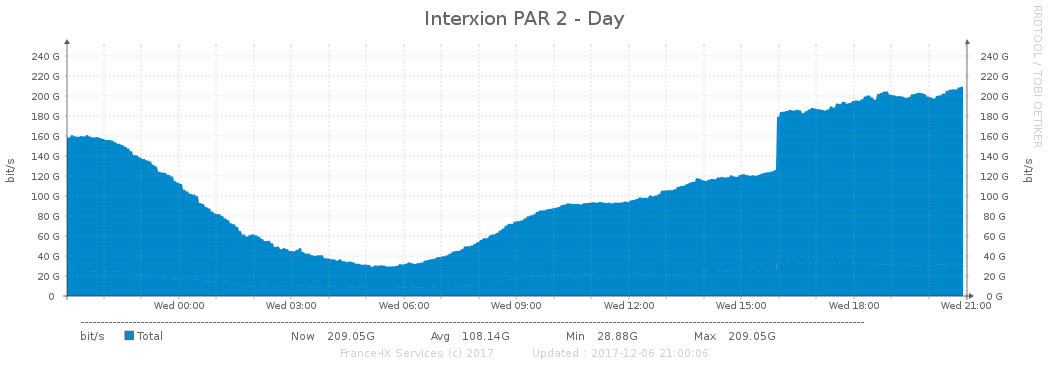 Interxion PAR 2 - Day
RRDTOOL / TOBI OETIKER
bit/s
bit/s
240 G 240 G
220 G 220 G
200 G 200 G
180 G 180 G
160 G 160 G
140 G 140 G
120 G 120 G
100 G 100 G
80 G 80 G
60 G 60 G
40 G 40 G
20 G 20 G
0 0 G
Wed 00:00 Wed 03:00 Wed 06:00 Wed 09:00 Wed 12:00 Wed 15:00 Wed 18:00 Wed 21:00
bit/s Total Now 209.05G Avg 108.14G Min 28.88G Max 209.05G
France-IX Services (c) 2017 Updated : 2017-12-06 21:00:06